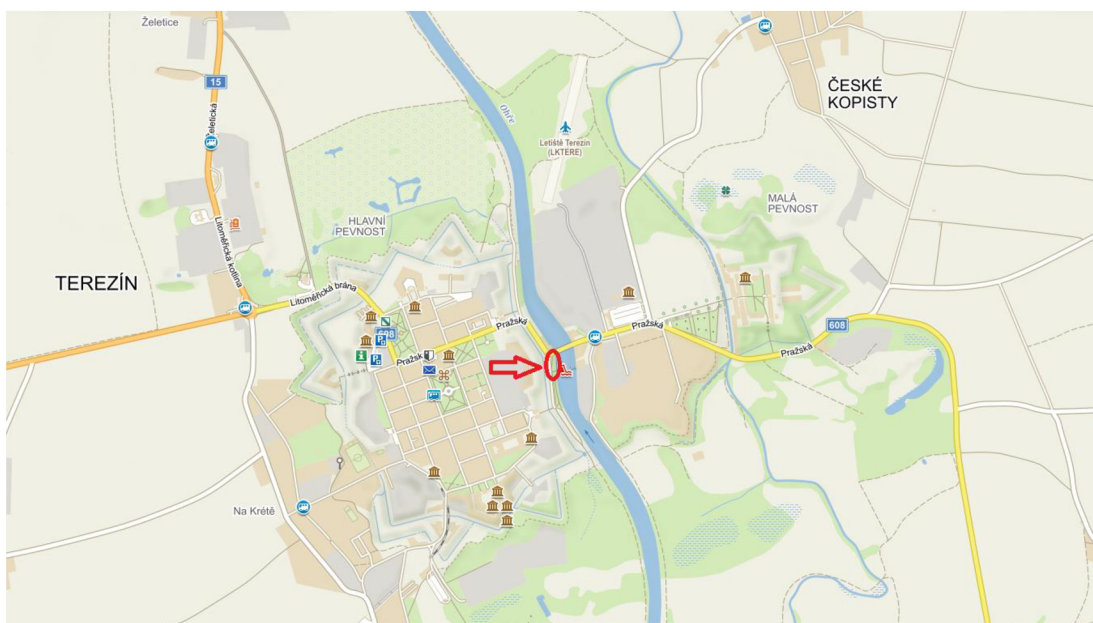 Želetice
15
Želetická
ČESKÉ
KOPISTY
Ohře
Letiště Terezín
(LKTERE)
MALÁ
PEVNOST
HLAVNÍ
PEVNOST
Litoměřická kotlina
TEREZÍN
Litoměřická brána
Pražská
Pražská
608
608
Pražská
Pražská
P
i
P
Na Krétě